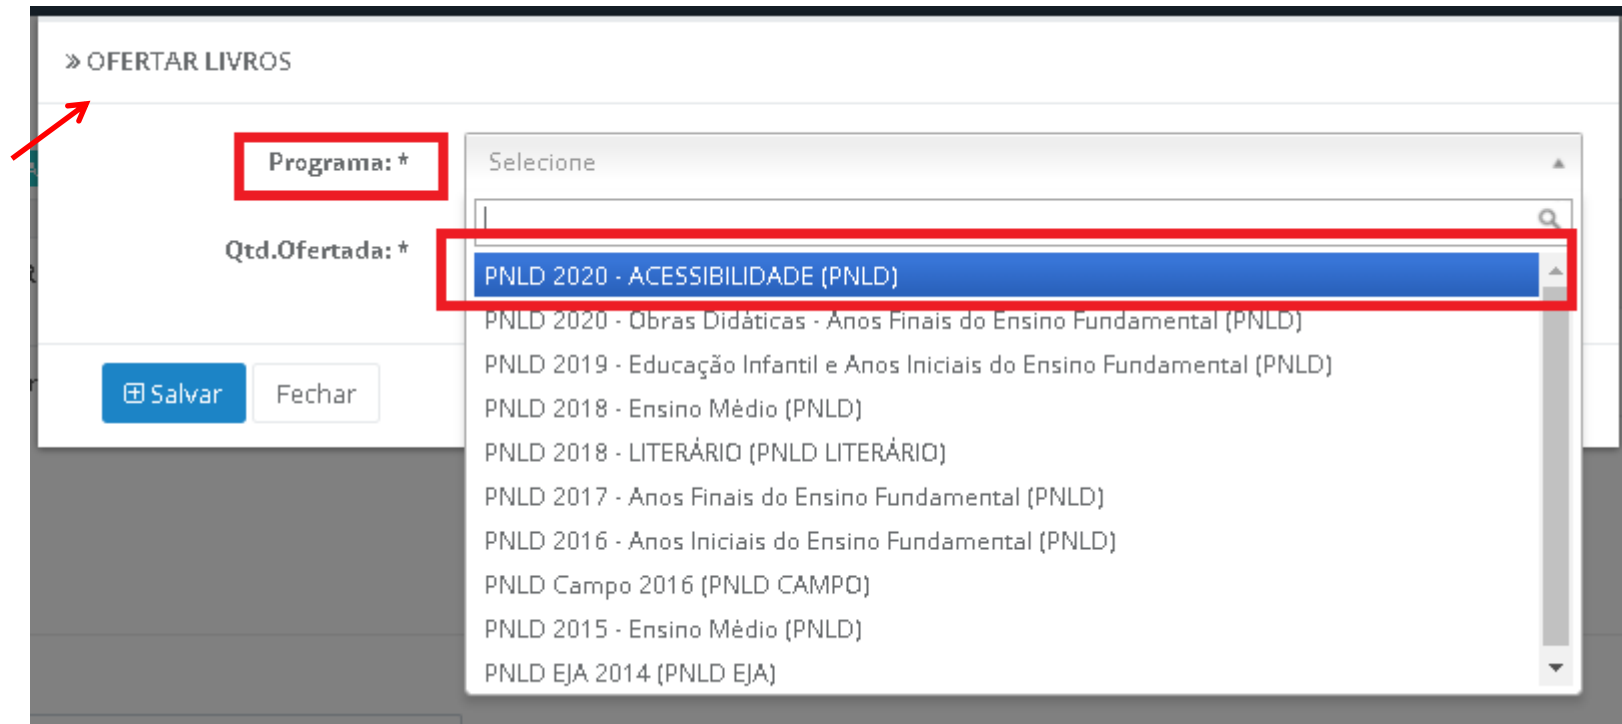 » OFERTAR LIVROS
Programa: *
Selecione
Qtd.Ofertada: *
PNLD 2020 - ACESSIBILIDADE (PNLD)
PNLD 2020 - Obras Didáticas - Anos Finais do Ensino Fundamental (PNLD)
PNLD 2019 - Educação Infantil e Anos Iniciais do Ensino Fundamental (PNLD)
PNLD 2018 - Ensino Médio (PNLD)
PNLD 2018 - LITERÁRIO (PNLD LITERÁRIO)
PNLD 2017 - Anos Finais do Ensino Fundamental (PNLD)
PNLD 2016 - Anos Iniciais do Ensino Fundamental (PNLD)
PNLD Campo 2016 (PNLD CAMPO)
PNLD 2015 - Ensino Médio (PNLD)
PNLD EJA 2014 (PNLD EJA)
Salvar
Fechar